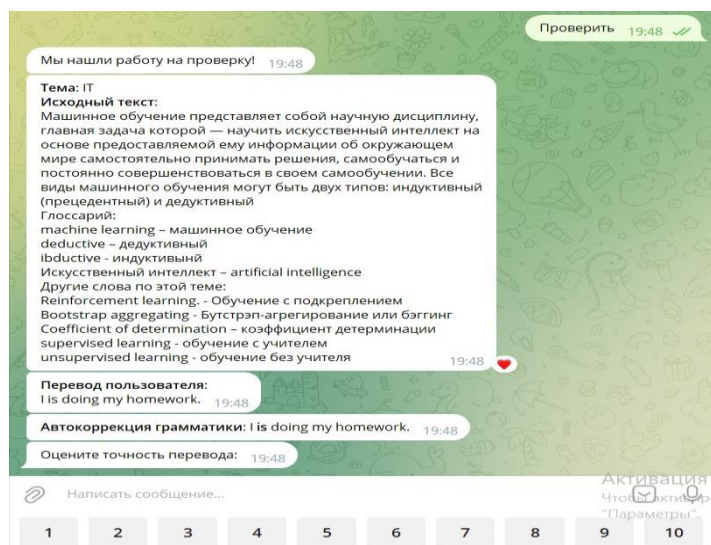 Проверить 19:48
Мы нашли работу на проверку! 19:48
Тема: IT
Исходный текст:
Машинное обучение представляет собой научную дисциплину,
главная задача которой — научить искусственный интеллект на
основе предоставляемой ему информации об окружающем
мире самостоятельно принимать решения, самообучаться и
постоянно совершенствоваться в своем самообучении. Все
виды машинного обучения могут быть двух типов: индуктивный
(прецедентный) и дедуктивный
Глоссарий:
machine learning – машинное обучение
deductive – дедуктивный
ibductive - индуктивынй
Искусственный интеллект – artificial intelligence
Другие слова по этой теме:
Reinforcement learning. - Обучение с подкреплением
Bootstrap aggregating - Бутстрэп-агрегирование или бэггинг
Coefficient of determination – коэффициент детерминации
supervised learning - обучение с учителем
unsupervised learning - обучение без учителя 19:48
Перевод пользователя:
I is doing my homework. 19:48
Автокоррекция грамматики: I is doing my homework. 19:48
Оцените точность перевода: 19:48
Активация
Написать сообщение...
"Параметры".
1 2 3 4 5 6 7 8 9 10